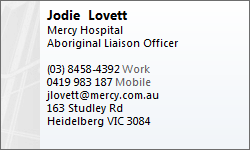 Jodie Lovett
Mercy Hospital
Aboriginal Liaison Officer
(03) 8458-4392 Work
0419 983 187 Mobile
jlovett@mercy.com.au
163 Studley Rd
Heidelberg VIC 3084